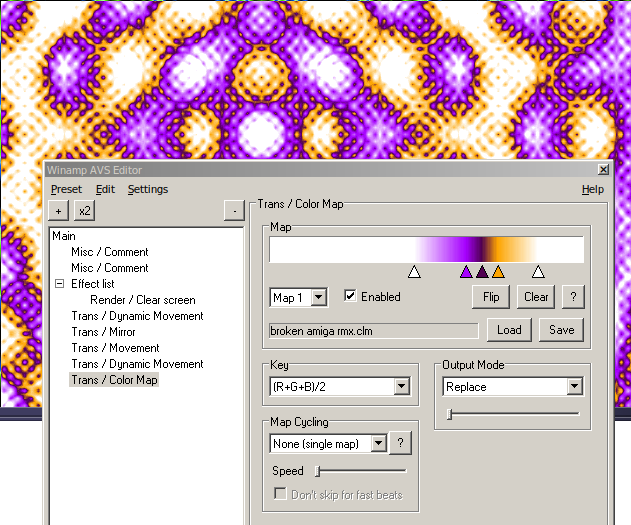 Winamp AVS Editor
Preset Edit Settings Help
+ x2 -
Main
Misc / Comment
Misc / Comment
Effect list
Render / Clear screen
Trans / Dynamic Movement
Trans / Mirror
Trans / Movement
Trans / Dynamic Movement
Trans / Color Map
Trans / Color Map
Map
Map 1 Enabled Flip Clear ?
broken amiga rmx.clm Load Save
Key
(R+G+B)/2
Output Mode
Replace
Map Cycling
None (single map) ?
Speed
Don't skip for fast beats